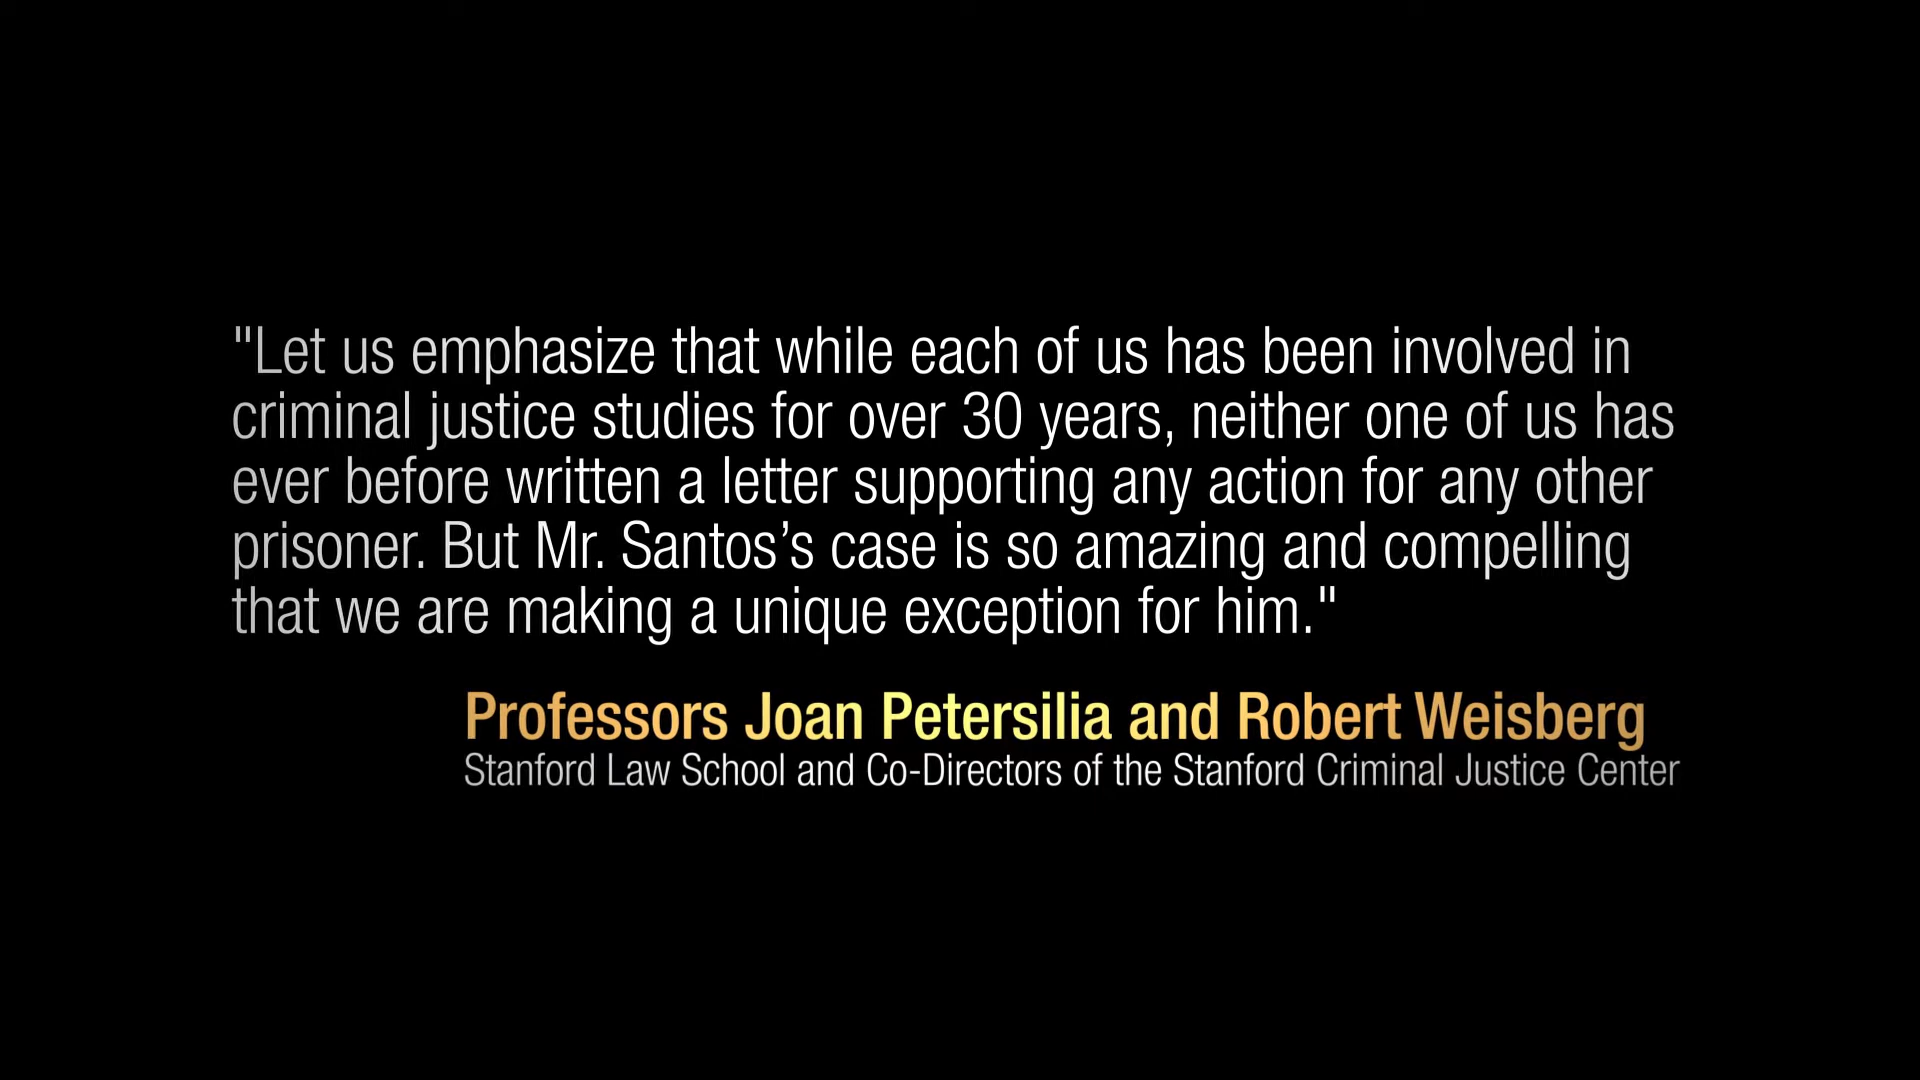 "Let us emphasize that while each of us has been involved in
criminal justice studies for over 30 years, neither one of us has
ever before written a letter supporting any action for any other
prisoner. But Mr. Santos’s case is so amazing and compelling
that we are making a unique exception for him."
Professors Joan Petersilia and Robert Weisberg
Stanford Law School and Co-Directors of the Stanford Criminal Justice Center